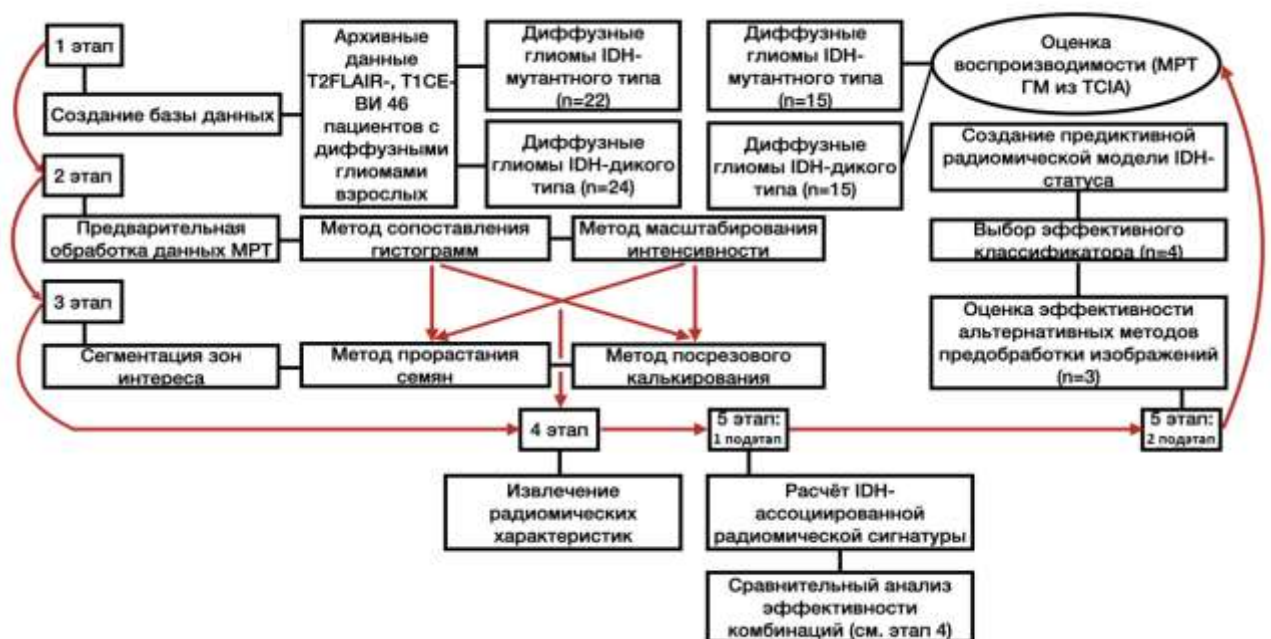 1 этап
Создание базы данных
Архивные
данные
T2FLAIR-, T1CE-
ВИ 46
пациентов с
диффузными
глиомами
взрослых
Диффузные
глиомы IDH-
мутантного типа
(n=22)
Диффузные
глиомы IDH-дикого
типа (n=24)
Диффузные
глиомы IDH-
мутантного типа
(n=15)
Диффузные
глиомы IDH-дикого
типа (n=15)
Оценка
воспроизводимости (МРТ
ГМ из TCIA)
2 этап
Предварительная
обработка данных МРТ
Метод сопоставления
гистограмм
Метод масштабирования
интенсивности
3 этап
Сегментация зон
интереса
Метод прорастания
семян
Метод посрезового
калькирования
4 этап
Извлечение
радиомических
характеристик
5 этап:
1 подэтап
Расчёт IDH-
ассоциированной
радиомической сигнатуры
Сравнительный анализ
эффективности
комбинаций (см. этап 4)
Создание предиктивной
радиомической модели IDH-
статуса
Выбор эффективного
классификатора (n=4)
Оценка эффективности
альтернативных методов
предобработки изображений
(n=3)
5 этап:
2 подэтап